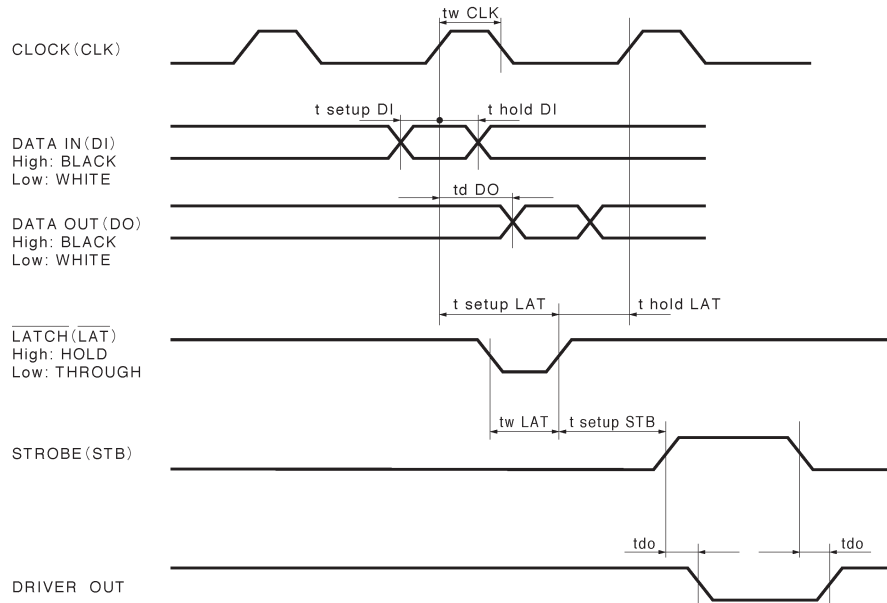 tw CLK
CLOCK(CLK)
t setup DI
t hold DI
DATA IN(DI)
High: BLACK
Low: WHITE
td DO
DATA OUT(DO)
High: BLACK
Low: WHITE
t setup LAT
t hold LAT
LATCH(LAT)
High: HOLD
Low: THROUGH
tw LAT
t setup STB
STROBE(STB)
tdo
tdo
DRIVER OUT